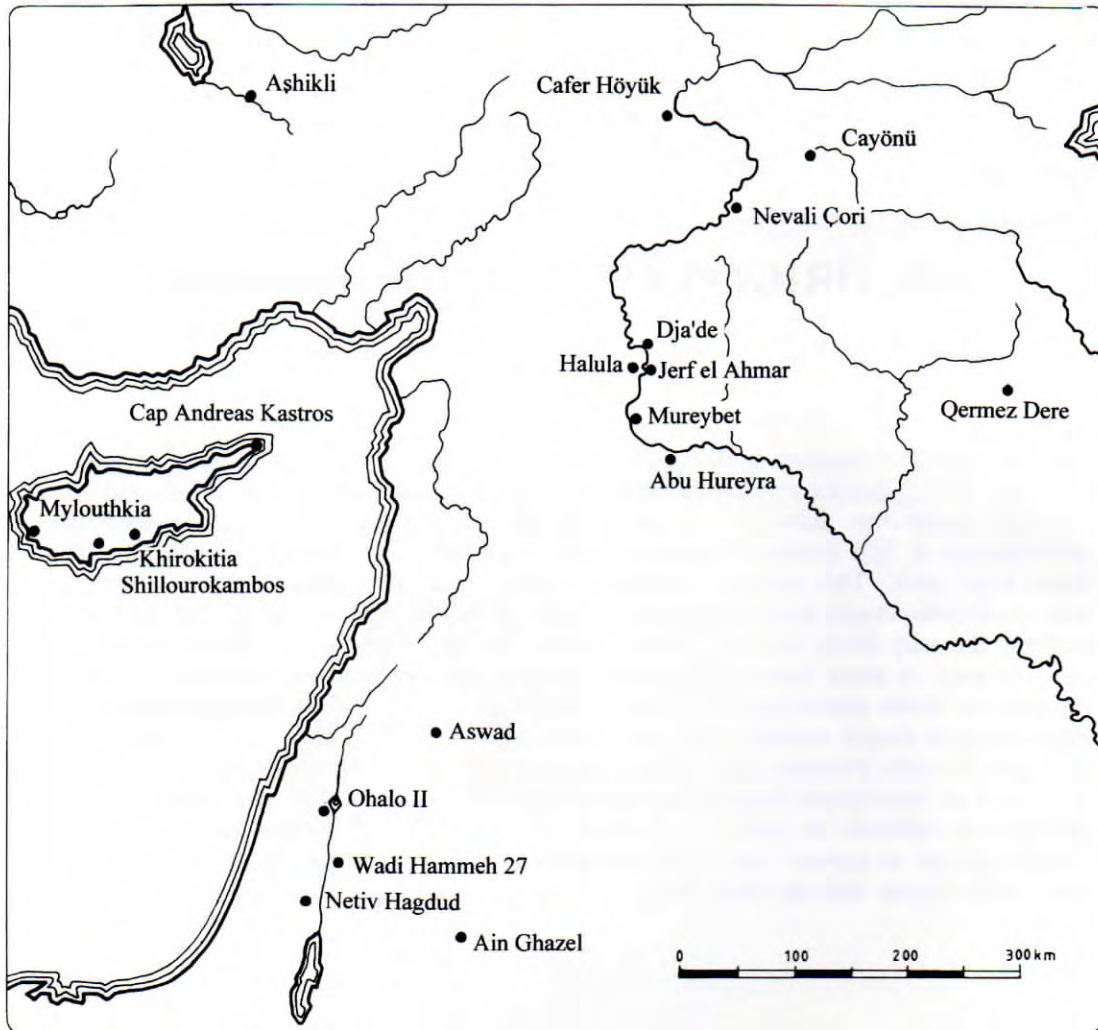 Aşhikli
Cafer Höyük
Cayönü
Nevali Çori
Dja'de
Halula
Jerf el Ahmar
Mureybet
Qermez Dere
Abu Hureyra
Cap Andreas Kastros
Mylouthkia
Khirokitia
Shillourokambos
Aswad
Ohalo II
Wadi Hammeh 27
Netiv Hagdud
Ain Ghazel
0 100 200 300 km